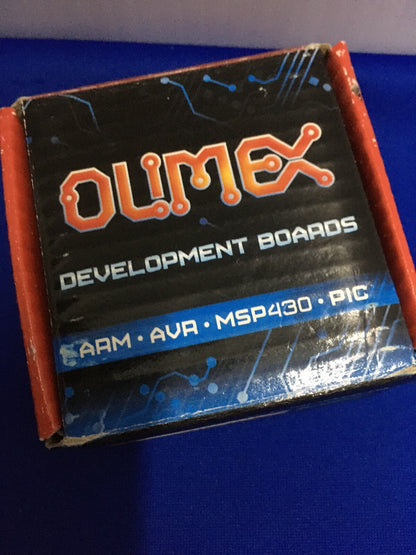 OLIMEX
DEVELOPMENT BOARDS
ARM • AVR • MSP430 • PIC